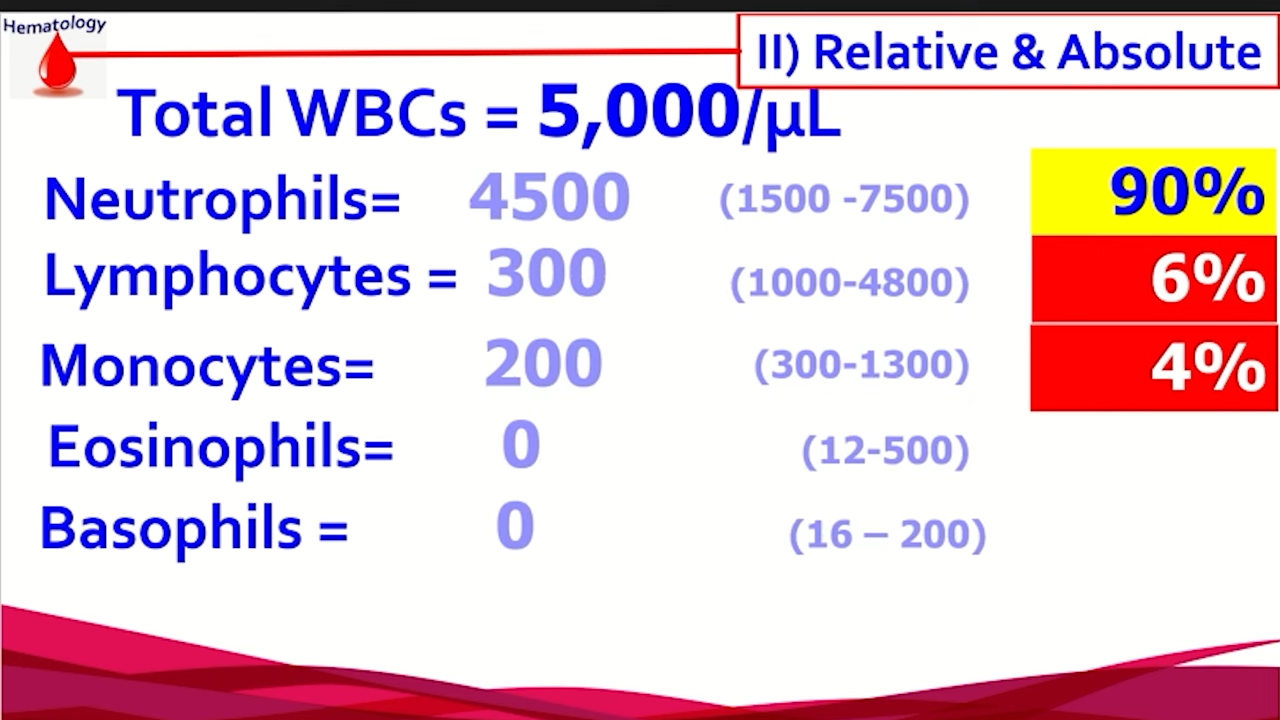 Hematology
II) Relative & Absolute
Total WBCs = 5,000/µL
Neutrophils= 4500 (1500 -7500) 90%
Lymphocytes = 300 (1000-4800) 6%
Monocytes= 200 (300-1300) 4%
Eosinophils= 0 (12-500)
Basophils = 0 (16 – 200)